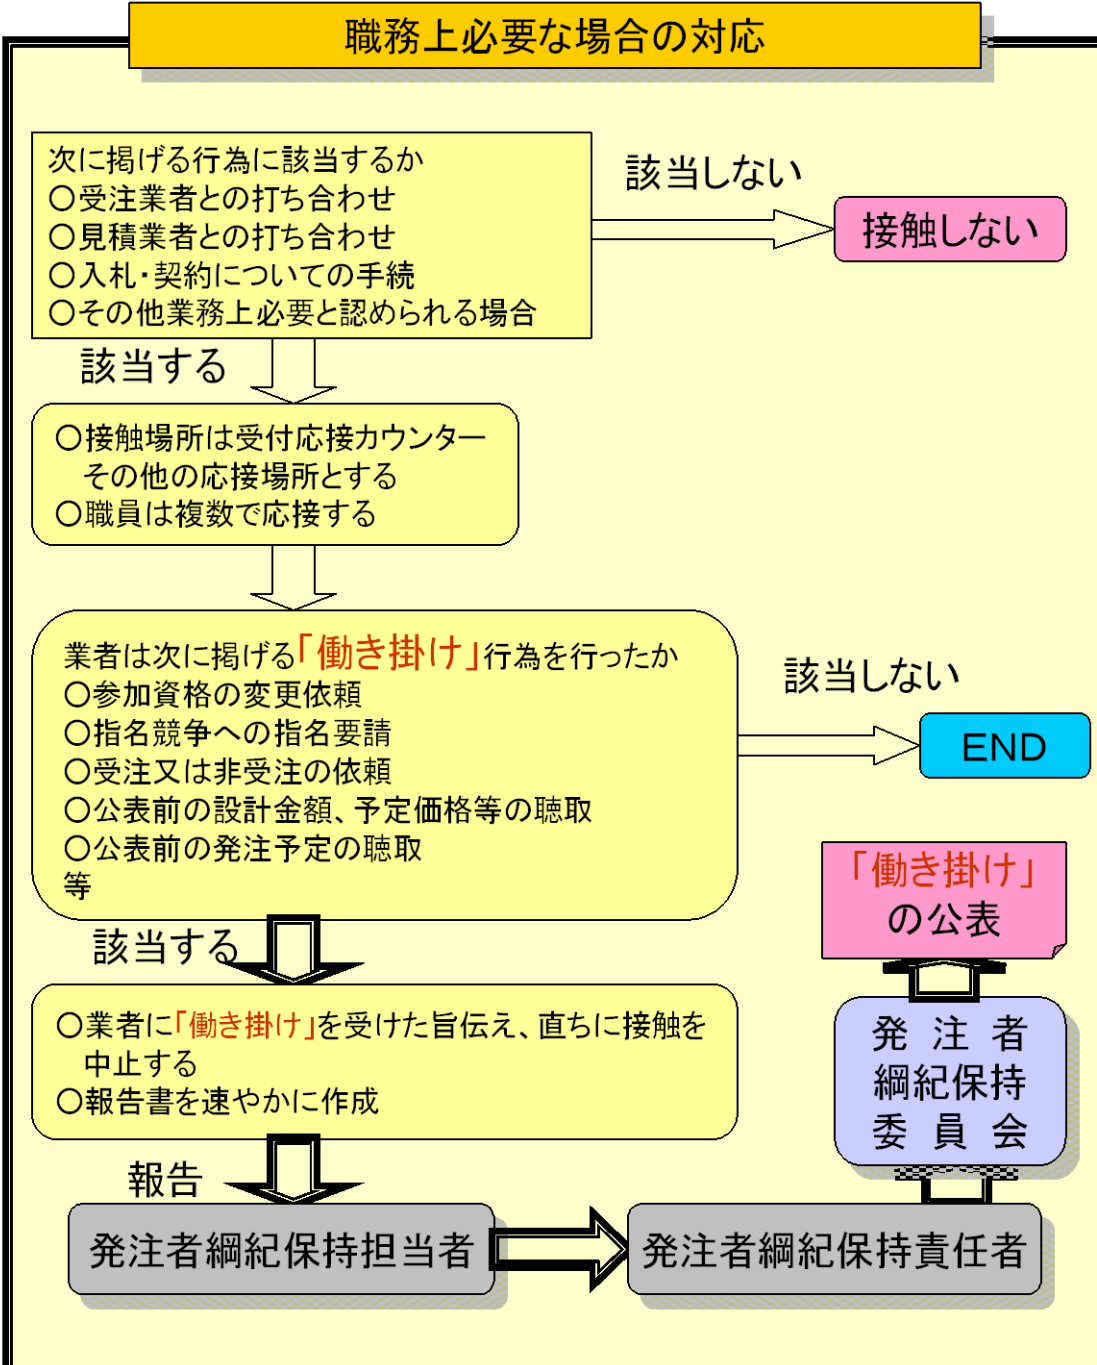 職務上必要な場合の対応
次に掲げる行為に該当するか
〇受注業者との打ち合わせ
〇見積業者との打ち合わせ
〇入札・契約についての手続
〇その他業務上必要と認められる場合
該当しない
接触しない
該当する
〇接触場所は受付応接カウンター
その他の応接場所とする
〇職員は複数で応接する
業者は次に掲げる「働き掛け」行為を行ったか
〇参加資格の変更依頼
〇指名競争への指名要請
〇受注又は非受注の依頼
〇公表前の設計金額、予定価格等の聴取
〇公表前の発注予定の聴取
等
該当しない
END
該当する
〇業者に「働き掛け」を受けた旨伝え、直ちに接触を
中止する
〇報告書を速やかに作成
報告
発注者綱紀保持担当者
発注者綱紀保持責任者
発注者
綱紀保持
委員会
「働き掛け」
の公表